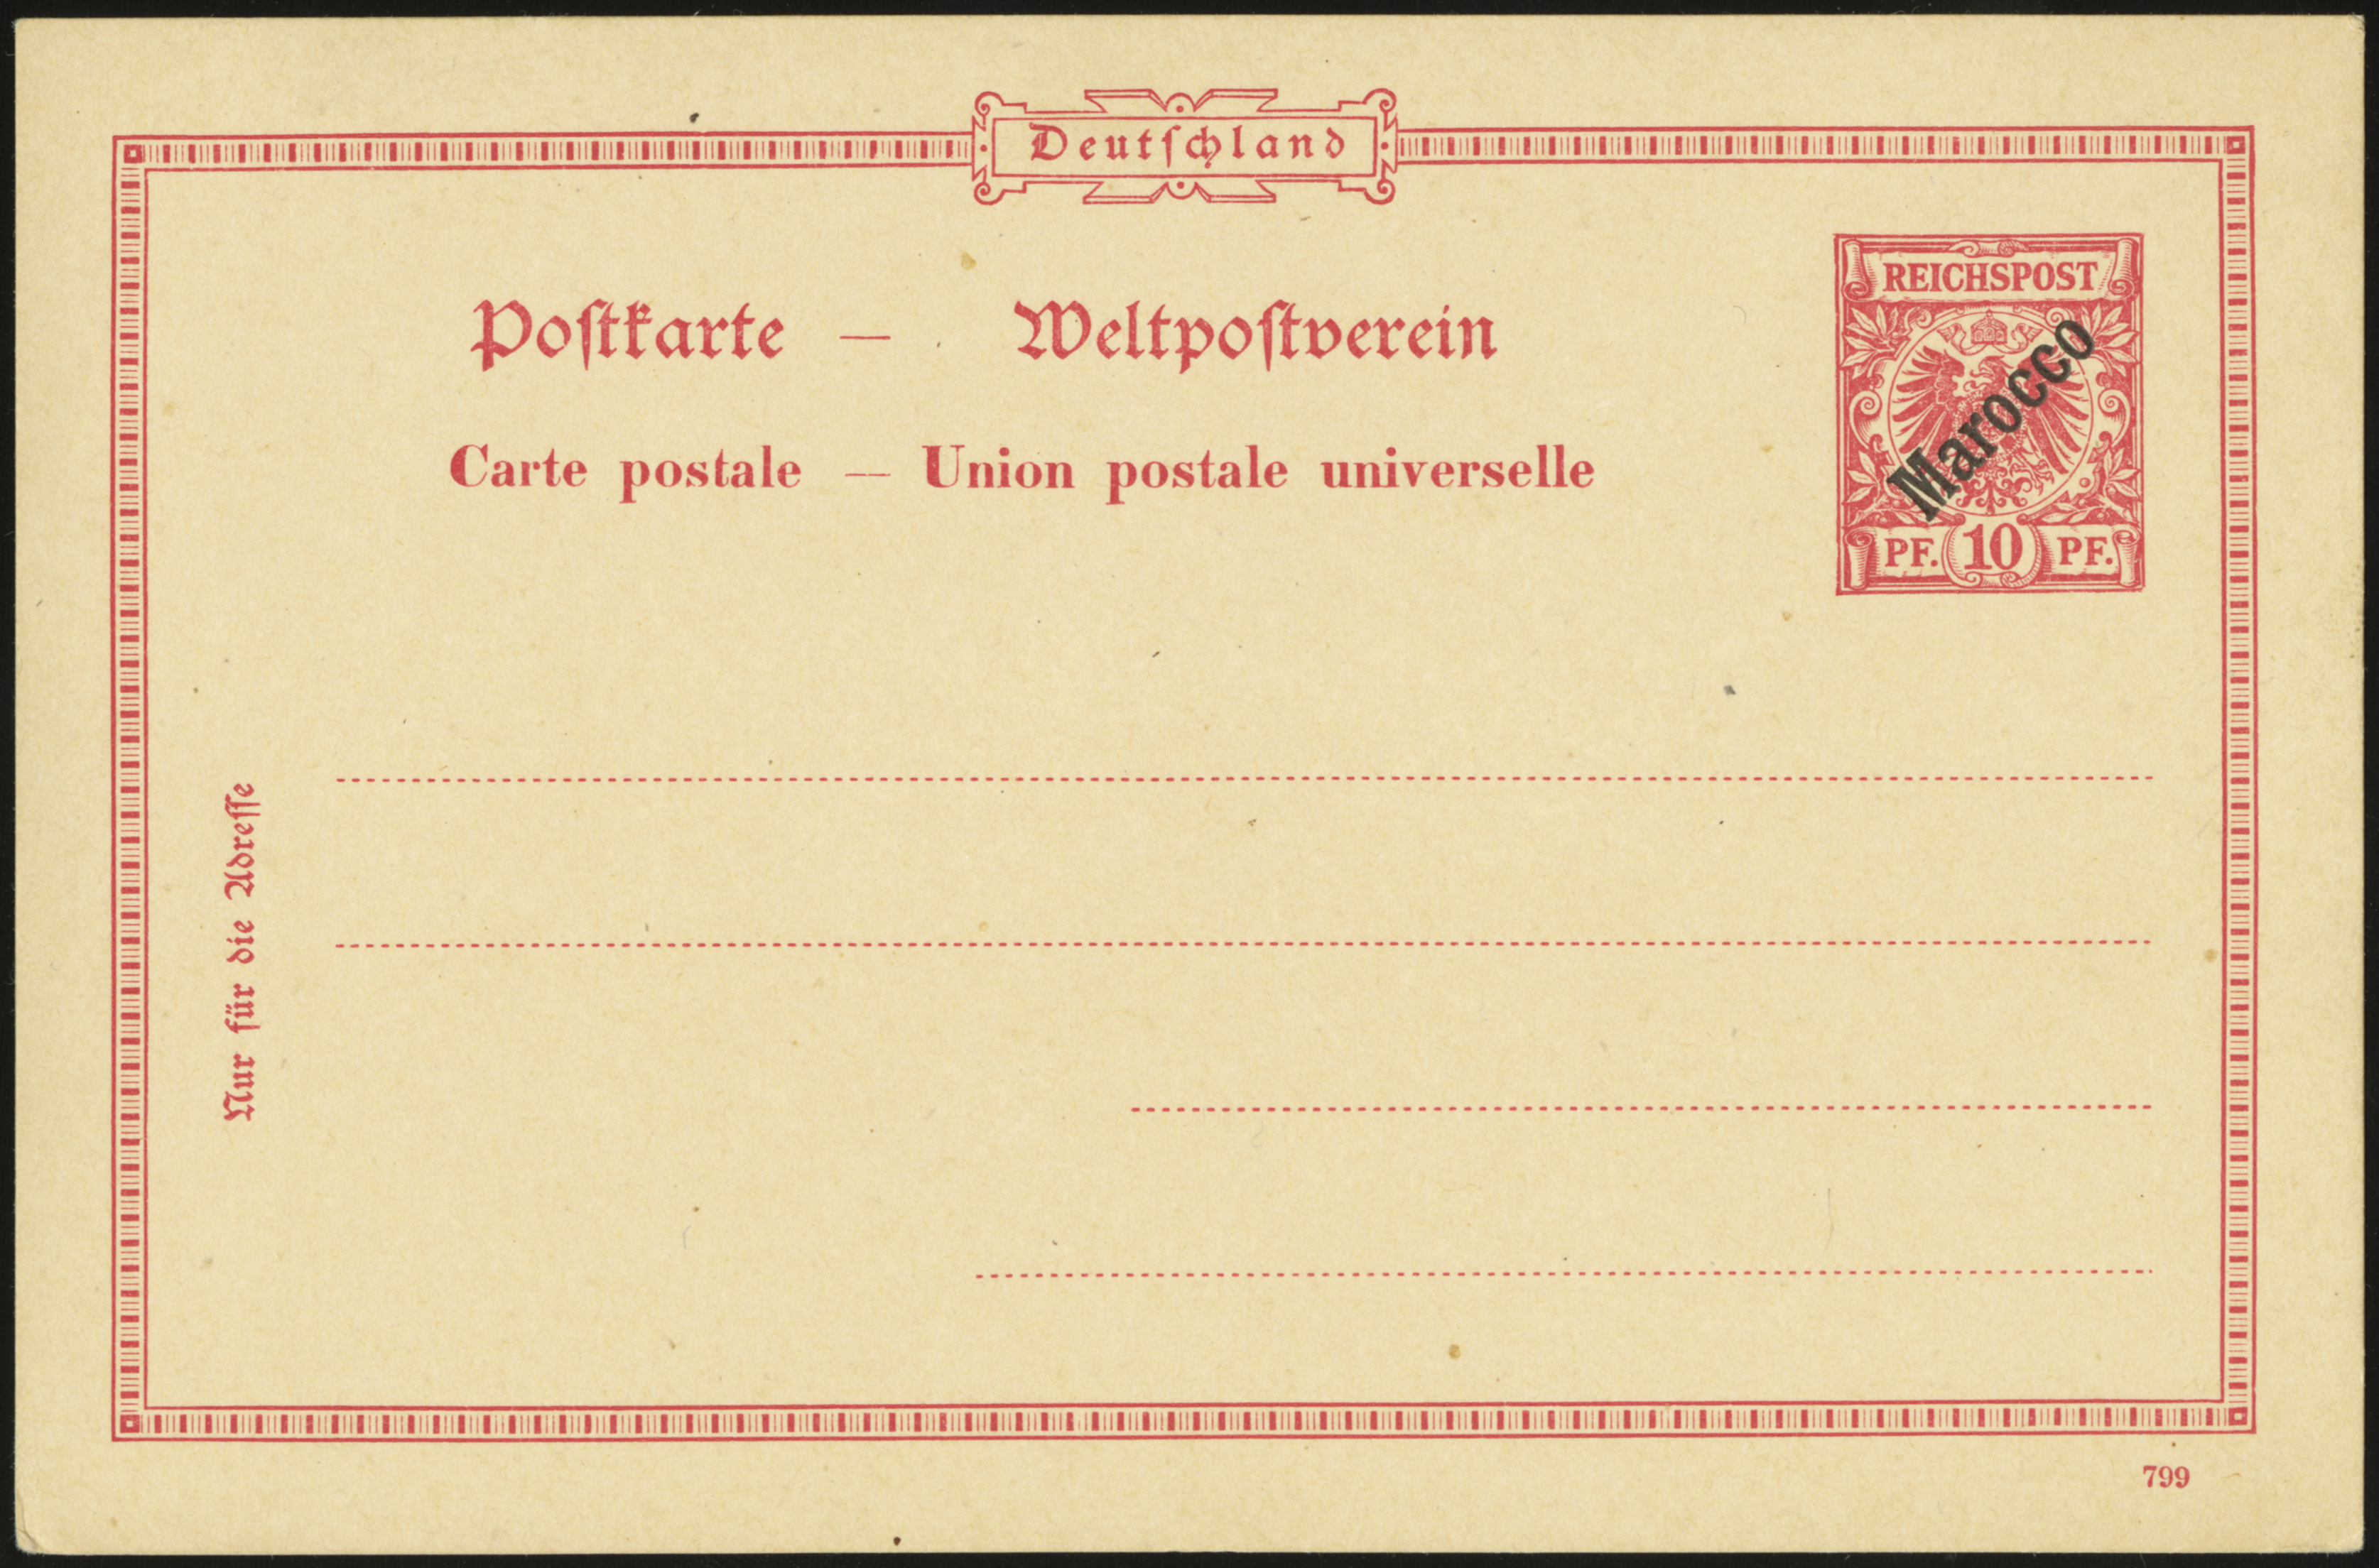 Deutſchland
REICHSPOST
Marocco
PF. 10 PF.
Poſtkarte — Weltpoſtverein
Carte postale — Union postale universelle
Nur für die Adreſſe
799